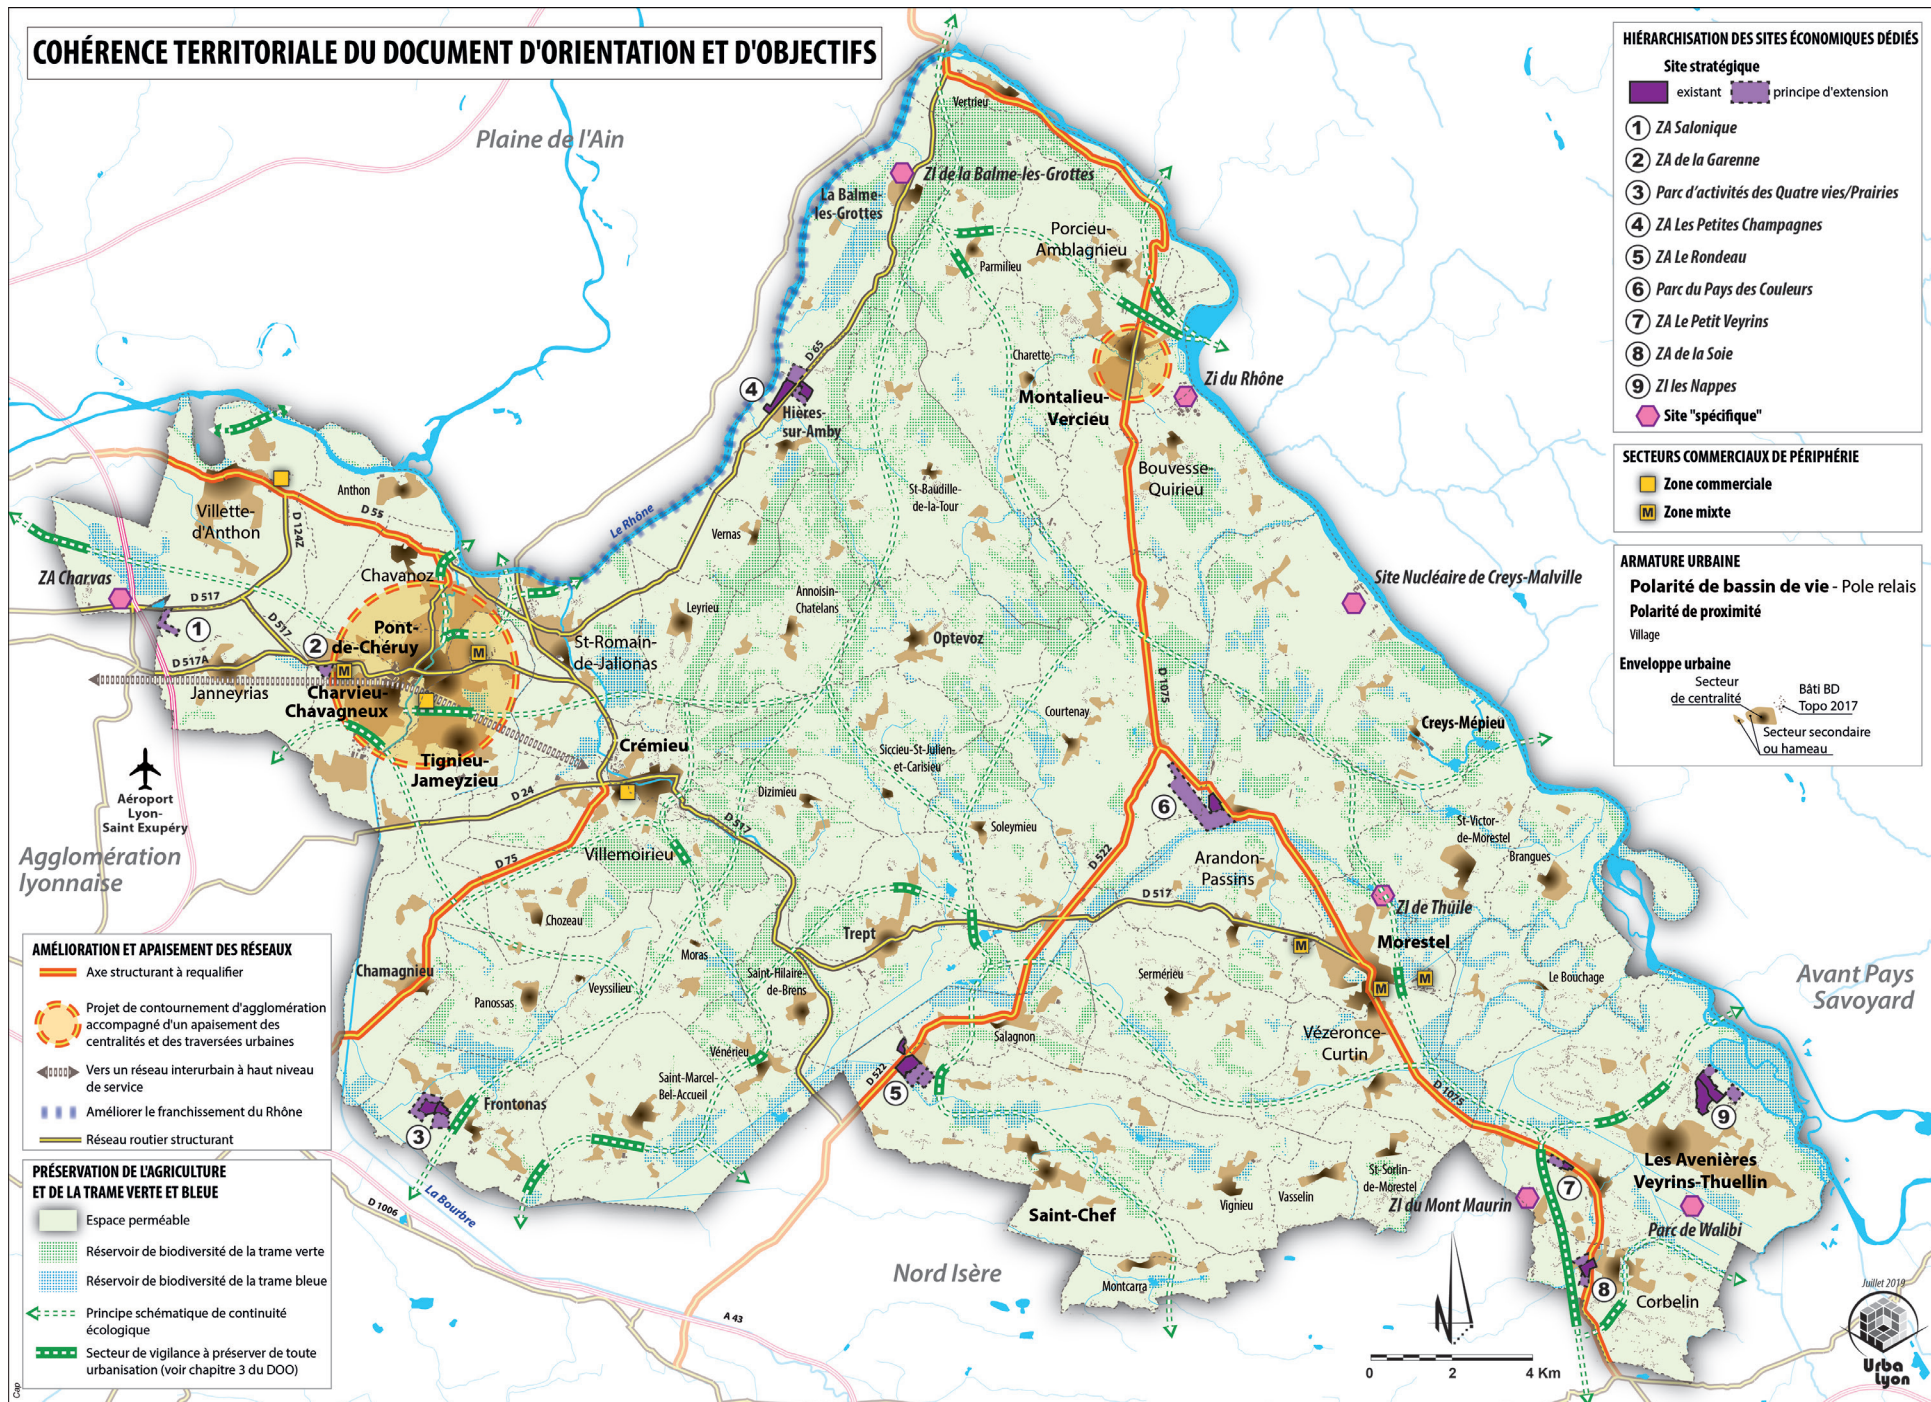 COHÉRENCE TERRITORIALE DU DOCUMENT D'ORIENTATION ET D'OBJECTIFS
HIÉRARCHISATION DES SITES ÉCONOMIQUES DÉDIÉS
Site stratégique
existant
principe d'extension
1 ZA Salonique
2 ZA de la Garenne
3 Parc d'activités des Quatre vies/Prairies
4 ZA Les Petites Champagnes
5 ZA Le Rondeau
6 Parc du Pays des Couleurs
7 ZA Le Petit Veyrins
8 ZA de la Soie
9 ZI les Nappes
Site "spécifique"
SECTEURS COMMERCIAUX DE PÉRIPHÉRIE
Zone commerciale
M Zone mixte
ARMATURE URBAINE
Polarité de bassin de vie - Pole relais
Polarité de proximité
Village
Enveloppe urbaine
Secteur
de centralité
Bâti BD
Topo 2017
Secteur secondaire
ou hameau
Plaine de l'Ain
Vertrieu
ZI de la Balme-les-Grottes
La Balme-
les-Grottes
Porcieu-
Amblagnieu
Parmilieu
D 65
Charette
4
Hières-
sur-Amby
Montalieu-
Vercieu
Zi du Rhône
Bouvesse-
Quirieu
St-Baudille-
de-la-Tour
Anthon
Villette-
d'Anthon
D 55
D 124Z
Le Rhône
Vernas
ZA Charvas
Chavanoz
D 517
1
D 517
2
Pont-
de-Chéruy
M
M
D 517A
Janneyrias
Charvieu-
Chavagneux
Tignieu-
Jameyzieu
Leyrieu
St-Romain-
de-Jalionas
Annoisin-
Chatelans
Optevoz
Site Nucléaire de Creys-Malville
D 1075
Courtenay
Creys-Mépieu
Crémieu
Siccieu-St-Julien-
et-Carisieu
Aéroport
Lyon-
Saint Exupéry
D 24
Dizimieu
D 517
Soleymieu
6
St-Victor-
de-Morestel
Brangues
Agglomération
lyonnaise
D 75
Villemoirieu
D 522
Arandon-
Passins
D 517
ZI de Thuile
Chozeau
Trept
Morestel
M
M
M
Moras
Chamagnieu
Panossas
Veyssilieu
Saint-Hilaire-
de-Brens
Sermérieu
Le Bouchage
Avant Pays
Savoyard
Salagnon
Vézeronce-
Curtin
Vénérieu
Saint-Marcel-
Bel-Accueil
D 522
5
D 1075
Frontonas
3
9
Les Avenières
Veyrins-Thuellin
St-Sorlin-
de-Morestel
7
Vignieu
Vasselin
ZI du Mont Maurin
Parc de Walibi
Saint-Chef
La Bourbre
D 1006
Nord Isère
Montcarra
8
Corbelin
A 43
N
0 2 4 Km
Juillet 2019
Urba
Lyon
AMÉLIORATION ET APAISEMENT DES RÉSEAUX
Axe structurant à requalifier
Projet de contournement d'agglomération
accompagné d'un apaisement des
centralités et des traversées urbaines
Vers un réseau interurbain à haut niveau
de service
Améliorer le franchissement du Rhône
Réseau routier structurant
PRÉSERVATION DE L'AGRICULTURE
ET DE LA TRAME VERTE ET BLEUE
Espace perméable
Réservoir de biodiversité de la trame verte
Réservoir de biodiversité de la trame bleue
Principe schématique de continuité
écologique
Secteur de vigilance à préserver de toute
urbanisation (voir chapitre 3 du DOO)
Cap